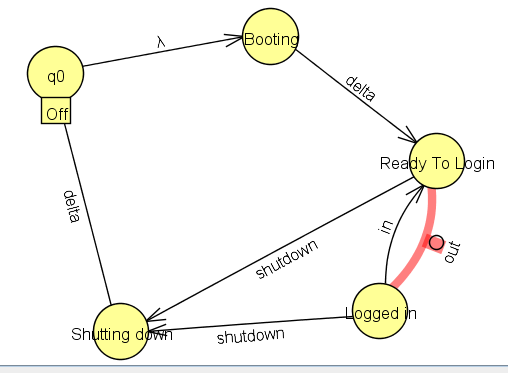 λ
Booting
q0
Off
delta
Ready To Login
delta
in
out
shutdown
Logged in
Shutting down
shutdown